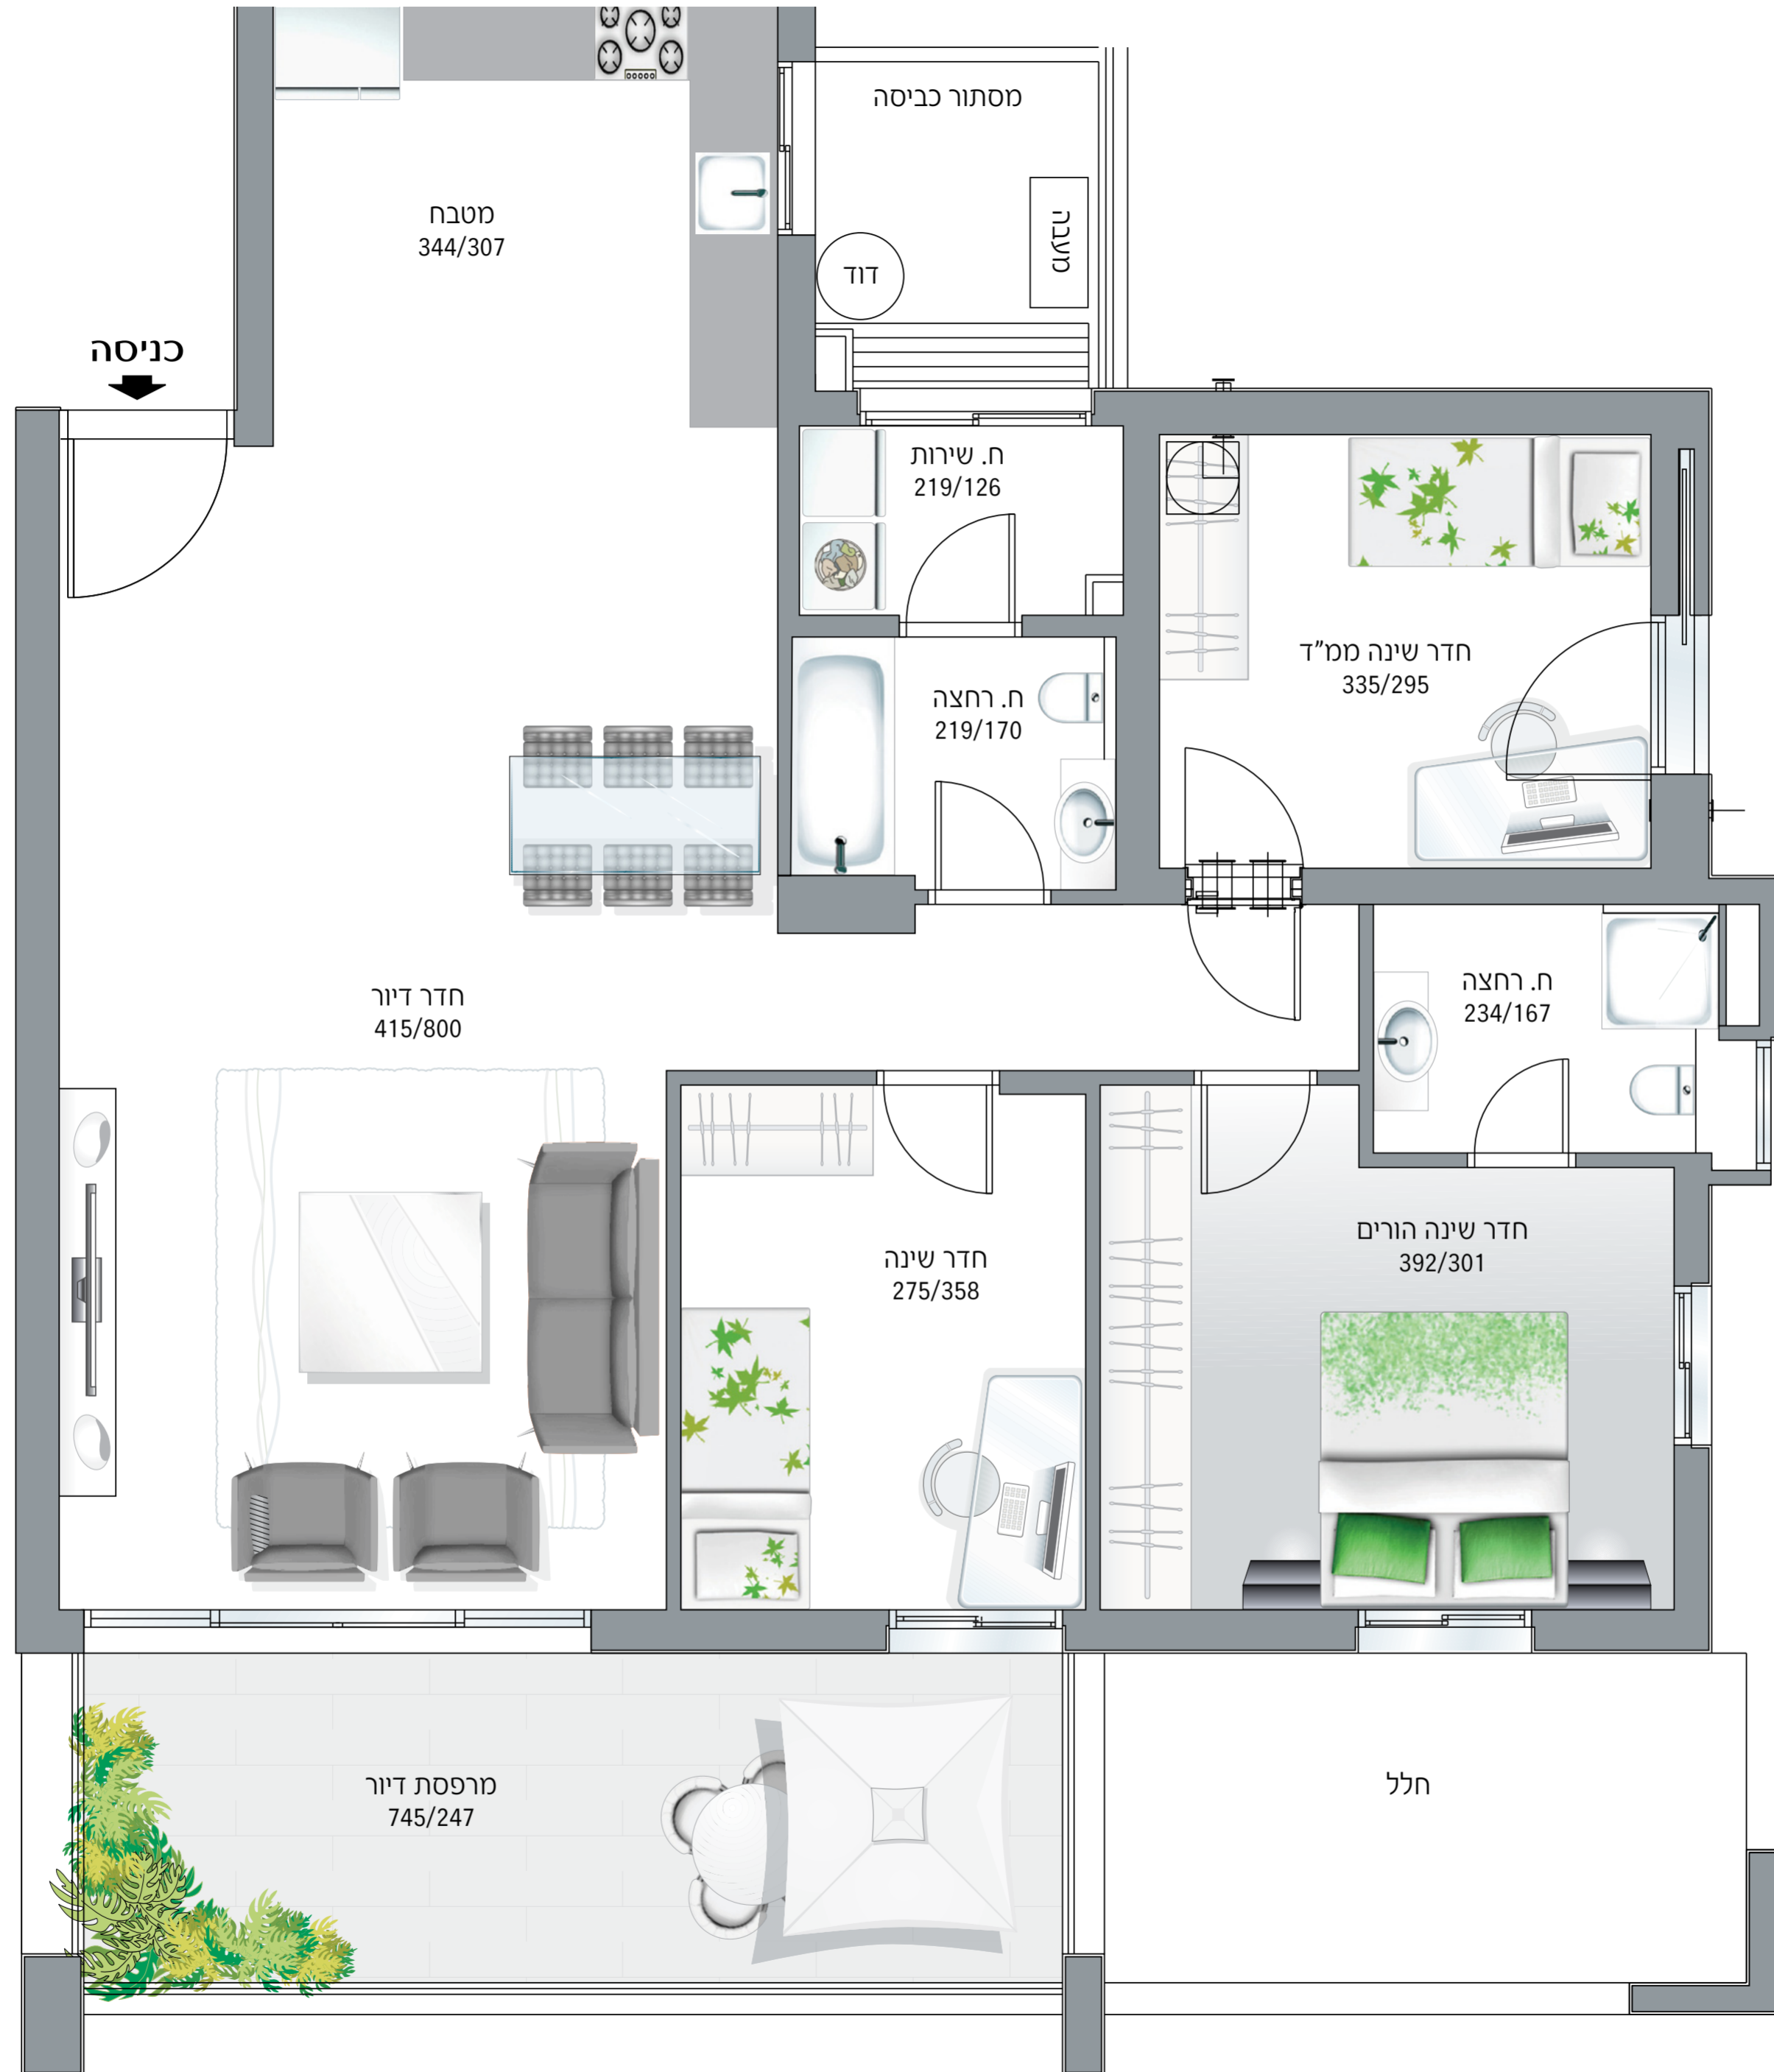 מסתור כביסה
מטבח
344/307
מעבה
דוד
כניסה
ח. שירות
219/126
חדר שינה ממ"ד
335/295
ח. רחצה
219/170
חדר דיור
415/800
ח. רחצה
234/167
חדר שינה הורים
392/301
חדר שינה
275/358
מרפסת דיור
745/247
חלל